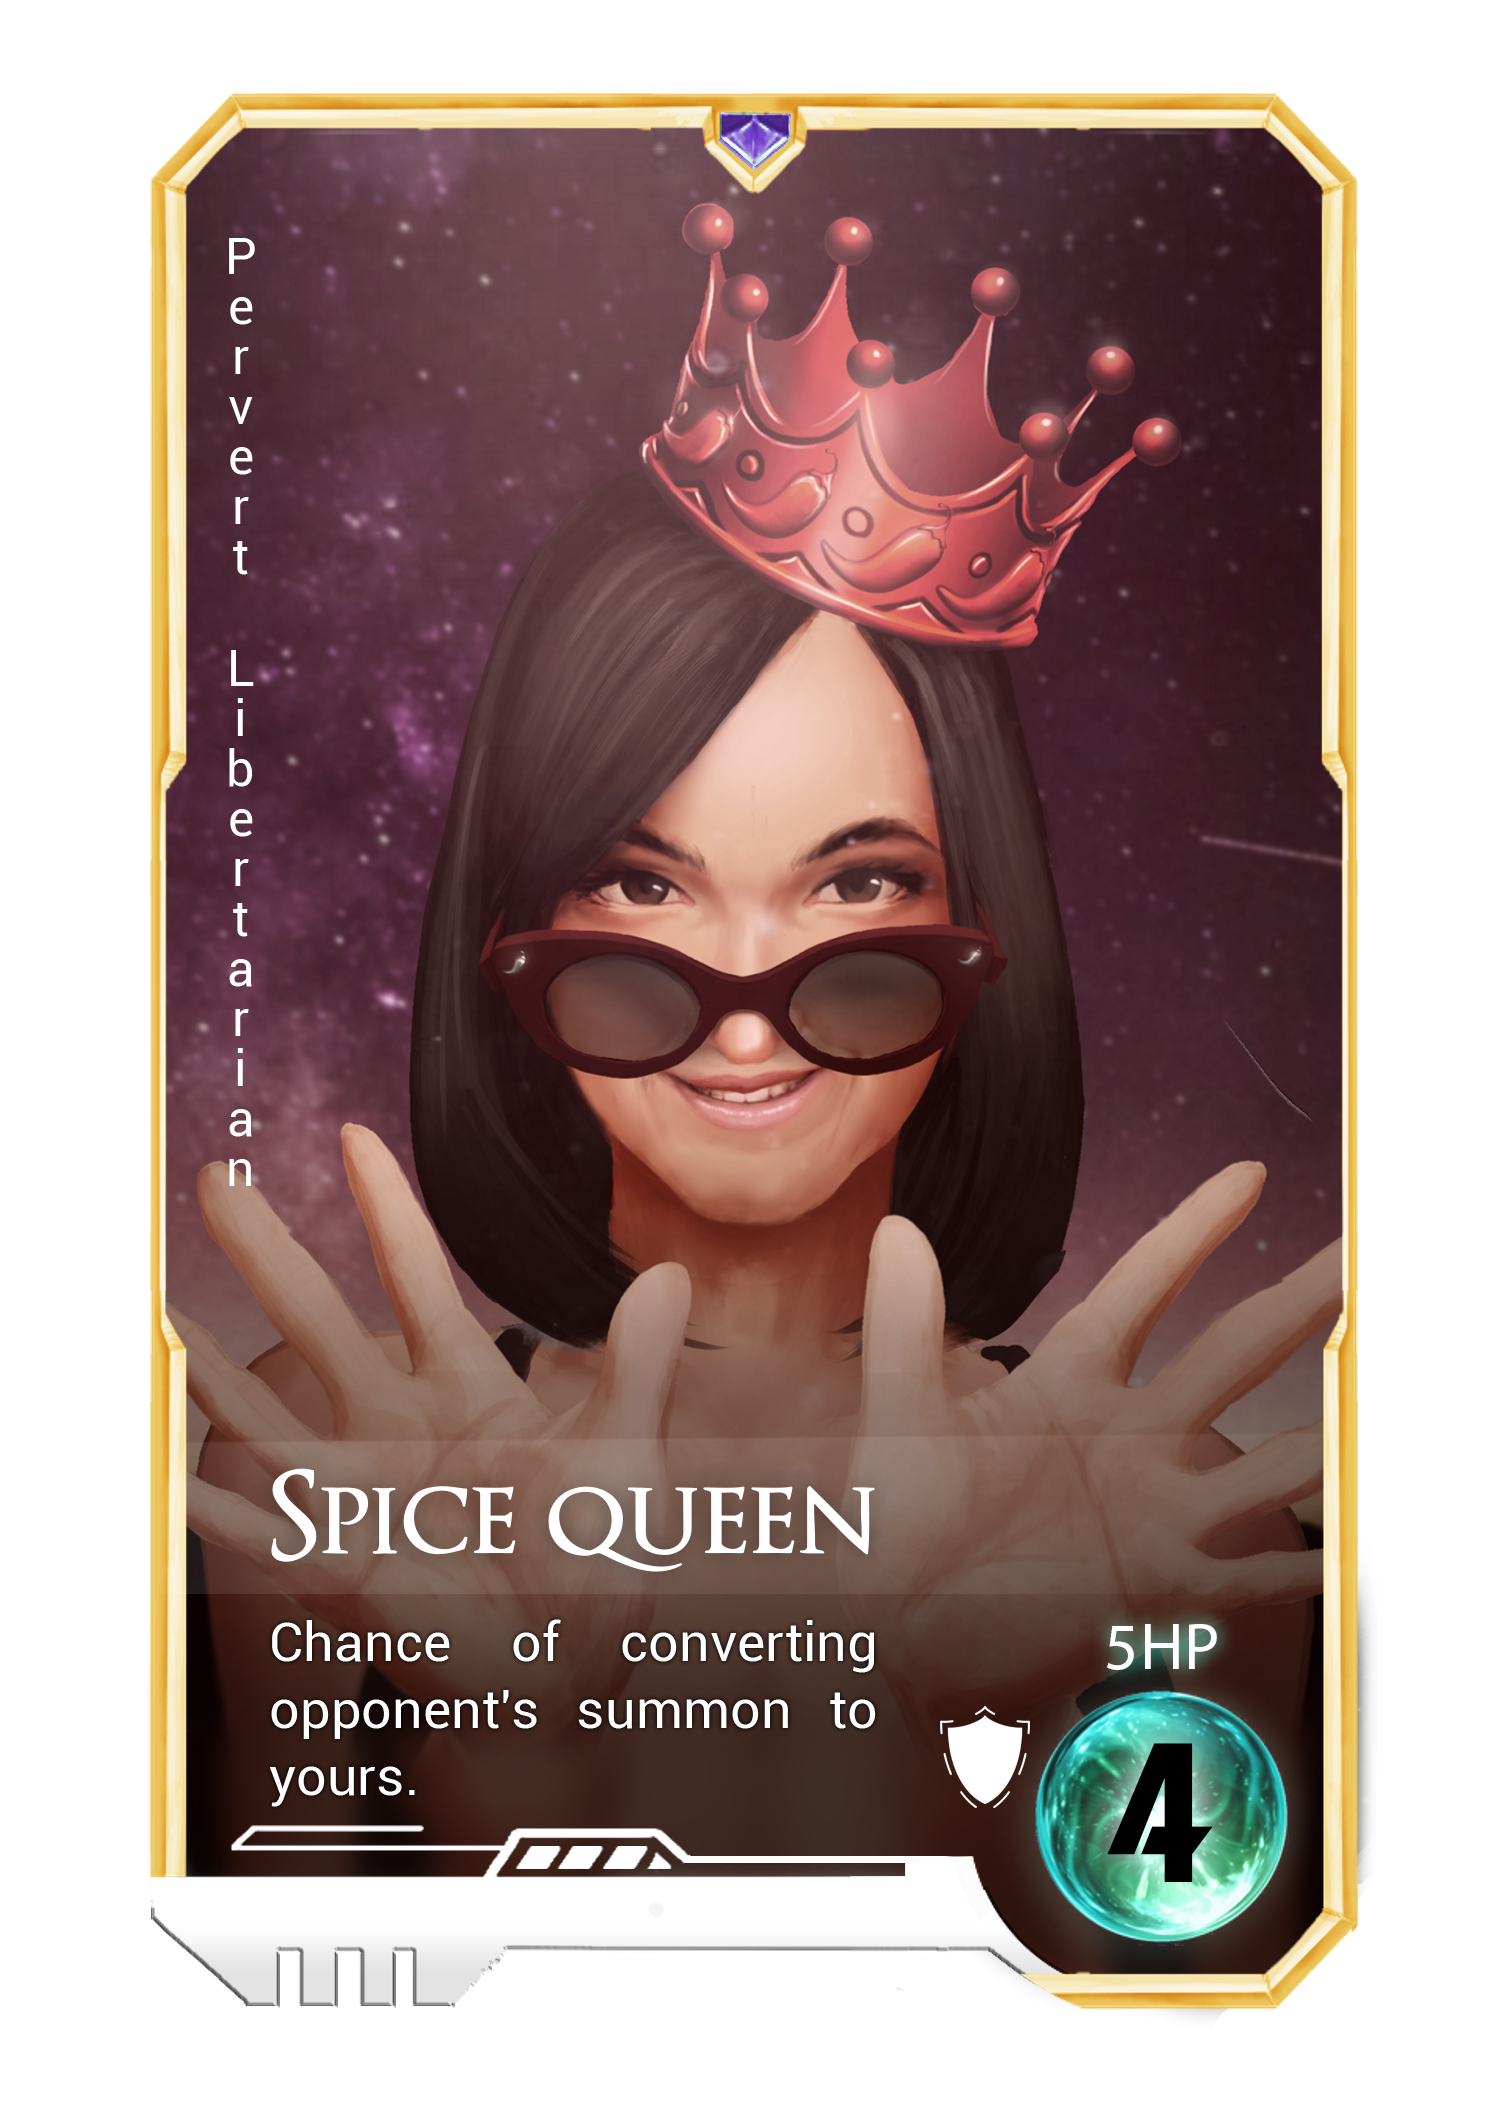 Pervert Libertarian
Spice queen
Chance of converting
opponent's summon to
yours.
5HP
4